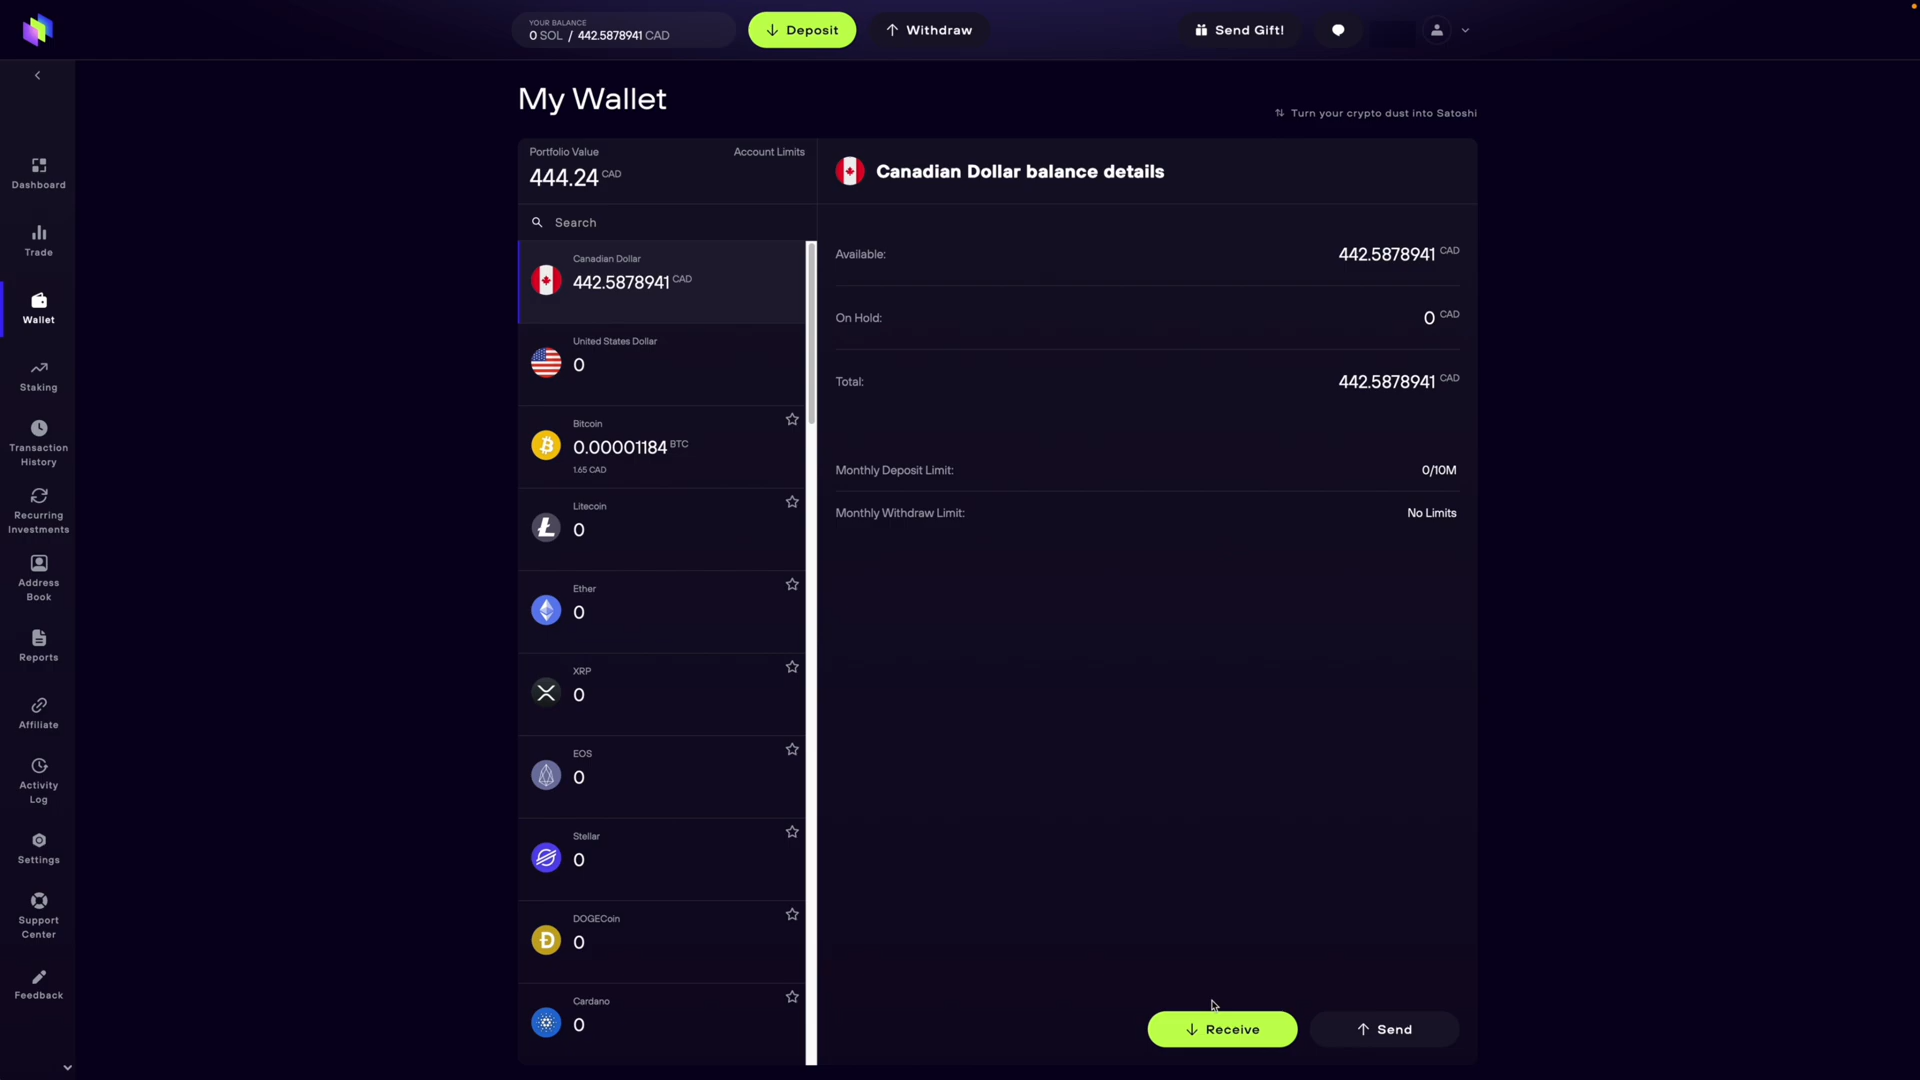 YOUR BALANCE
0 SOL / 442.5878941 CAD
Deposit
Withdraw
Send Gift!
My Wallet
Turn your crypto dust into Satoshi
Dashboard
Trade
Wallet
Staking
Transaction
History
Recurring
Investments
Address
Book
Reports
Affiliate
Activity
Log
Settings
Support
Center
Feedback
Portfolio Value
Account Limits
444.24 CAD
Search
Canadian Dollar
442.5878941 CAD
United States Dollar
0
Bitcoin
0.00001184 BTC
1.65 CAD
Litecoin
0
Ether
0
XRP
0
EOS
0
Stellar
0
DOGECoin
0
Cardano
0
Canadian Dollar balance details
Available: 442.5878941 CAD
On Hold: 0 CAD
Total: 442.5878941 CAD
Monthly Deposit Limit: 0/10M
Monthly Withdraw Limit: No Limits
Receive
Send